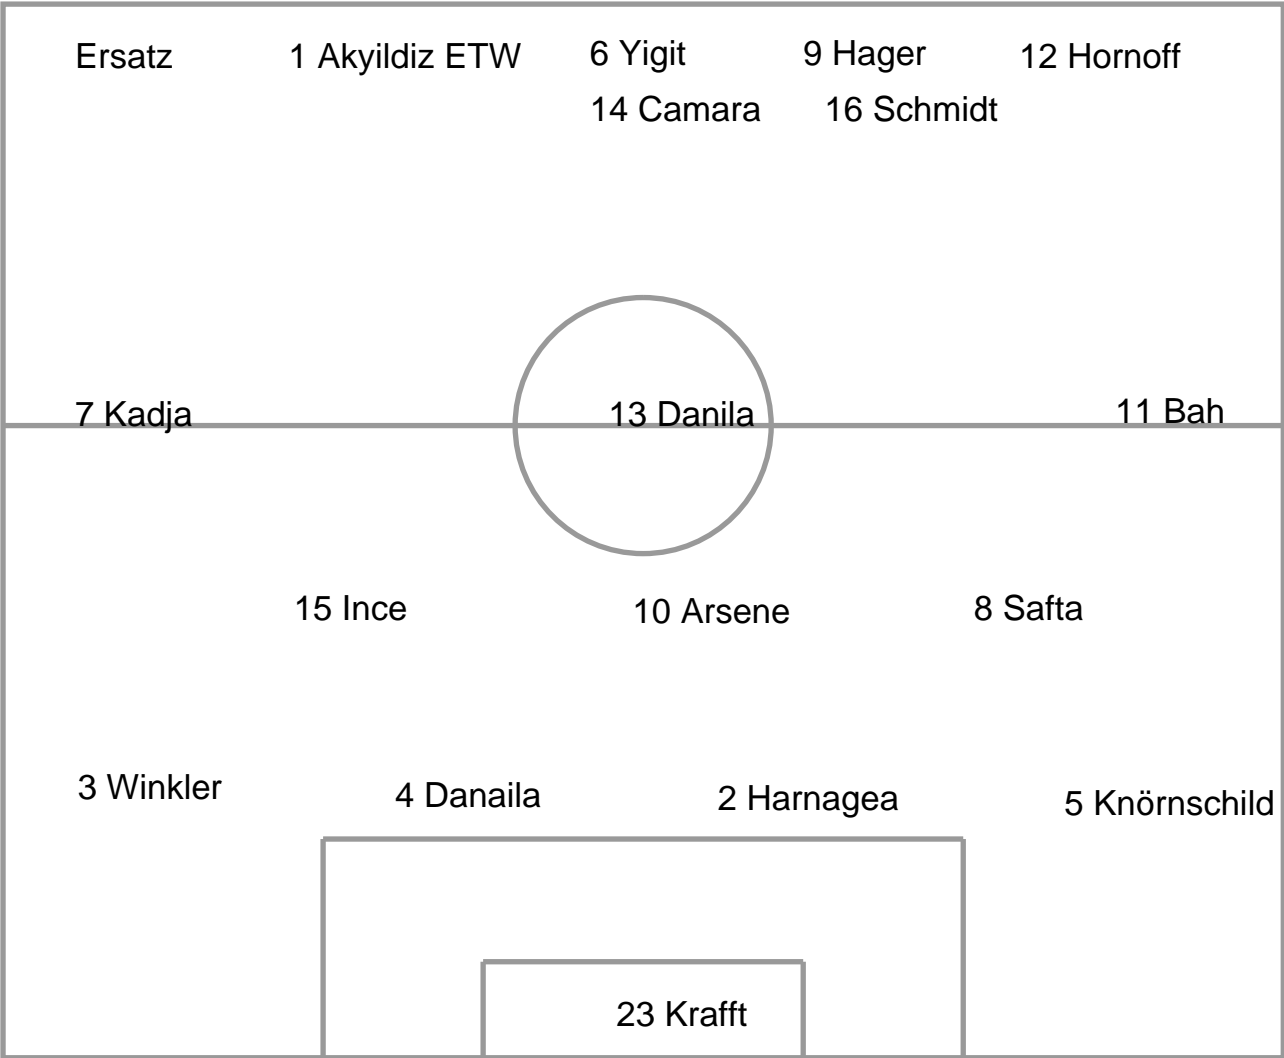 Ersatz 1 Akyildiz ETW 6 Yigit 9 Hager 12 Hornoff
14 Camara 16 Schmidt
7 Kadja 13 Danila 11 Bah
15 Ince 10 Arsene 8 Safta
3 Winkler 4 Danaila 2 Harnagea 5 Knörnschild
23 Krafft